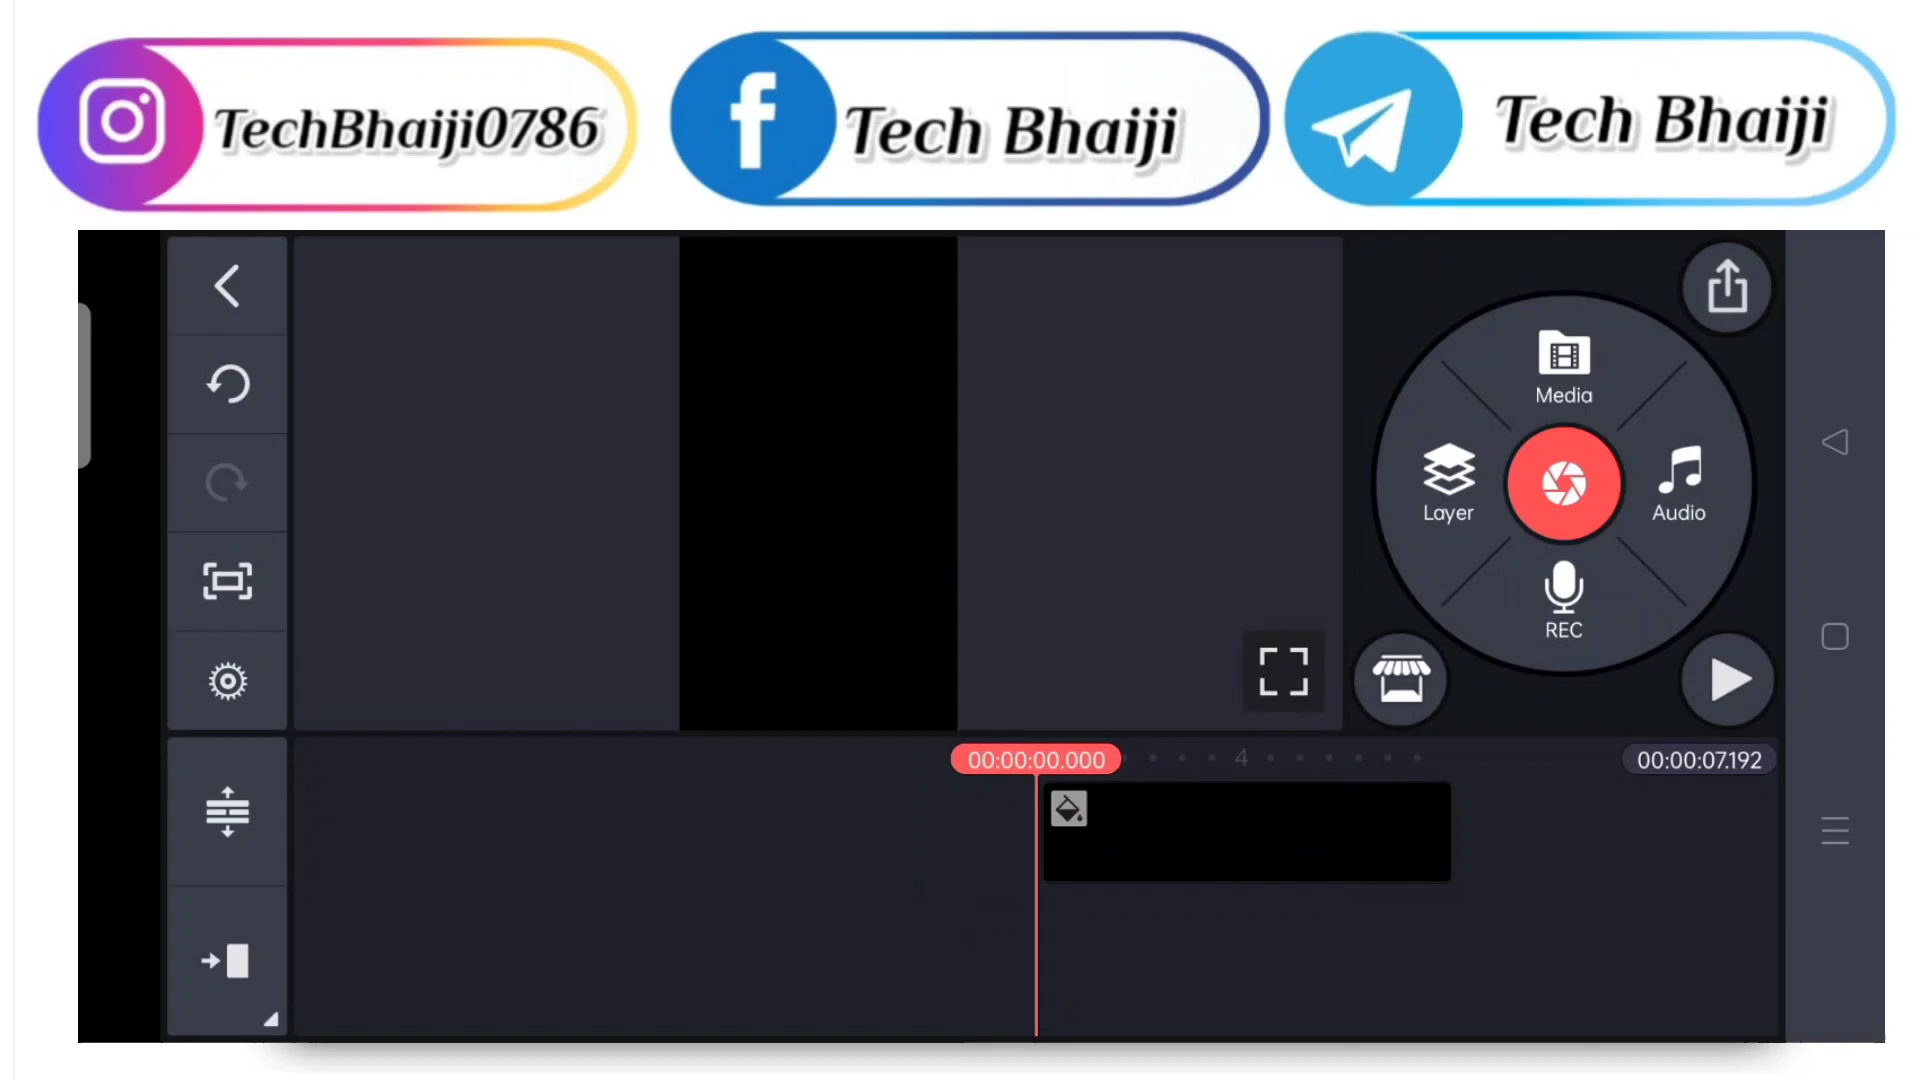 TechBhaiji0786
Tech Bhaiji
Tech Bhaiji
Media
Layer
Audio
REC
00:00:00.000
4
00:00:07.192